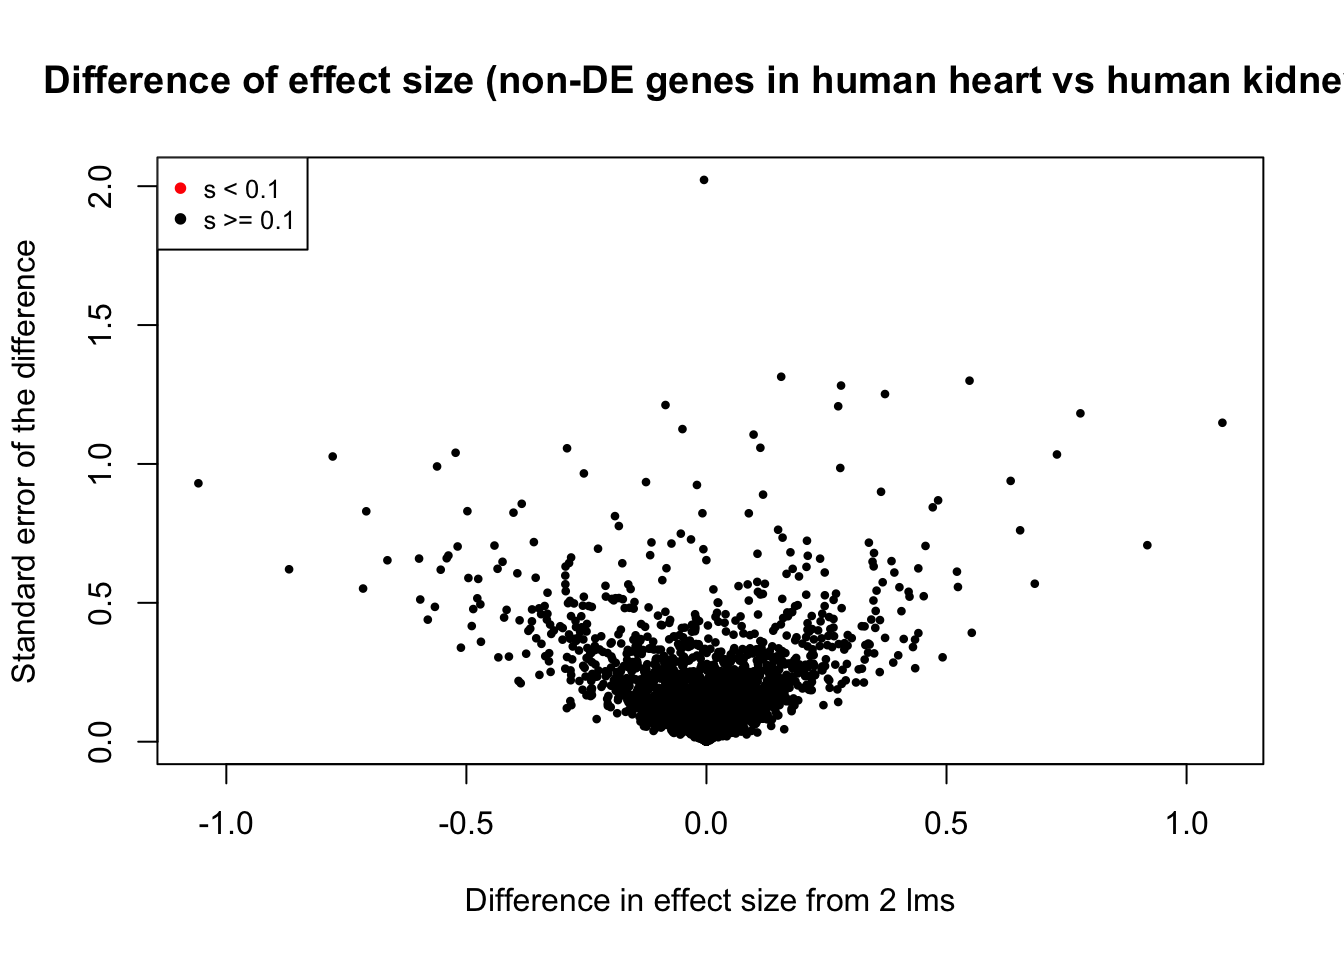 Difference of effect size (non-DE genes in human heart vs human kidne
s < 0.1
s >= 0.1
Standard error of the difference
2.0
1.5
1.0
0.5
0.0
-1.0 -0.5 0.0 0.5 1.0
Difference in effect size from 2 lms